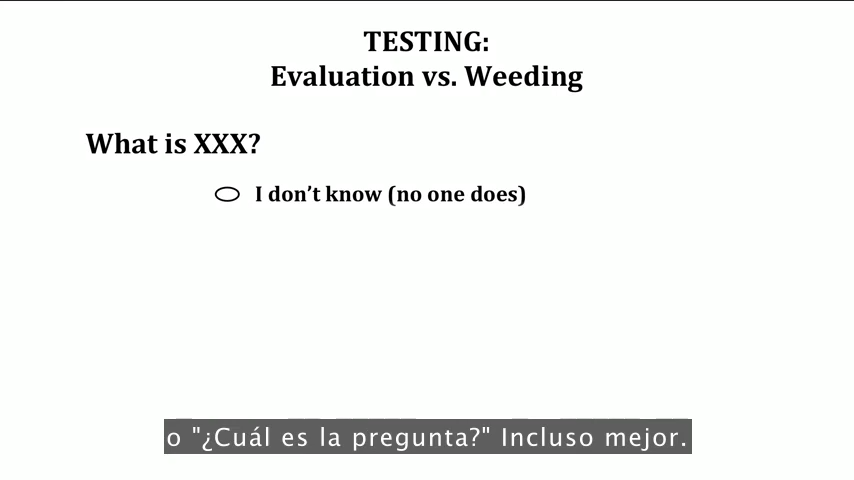 TESTING:
Evaluation vs. Weeding
What is XXX?
I don’t know (no one does)
o "¿Cuál es la pregunta?" Incluso mejor.